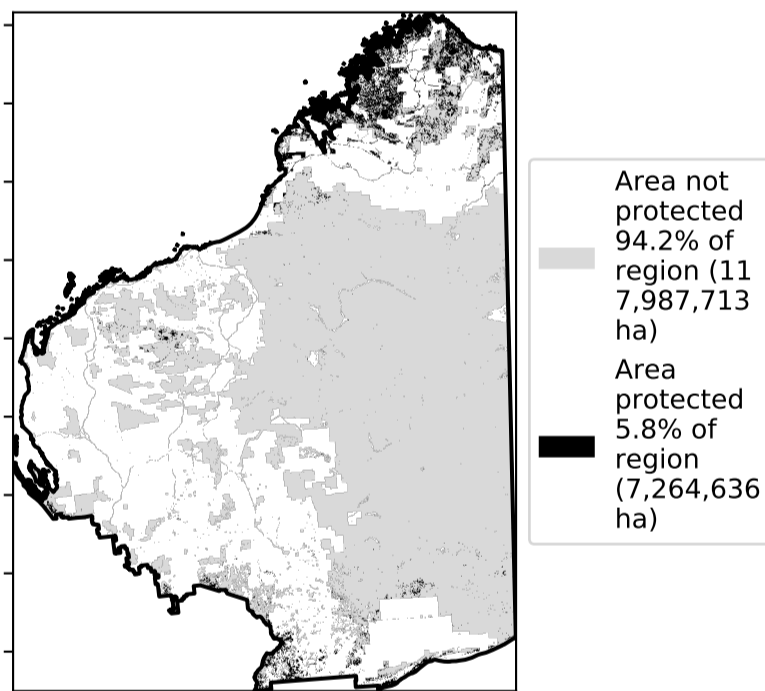 Area not
protected
94.2% of
region (11
7,987,713
ha)
Area
protected
5.8% of
region
(7,264,636
ha)